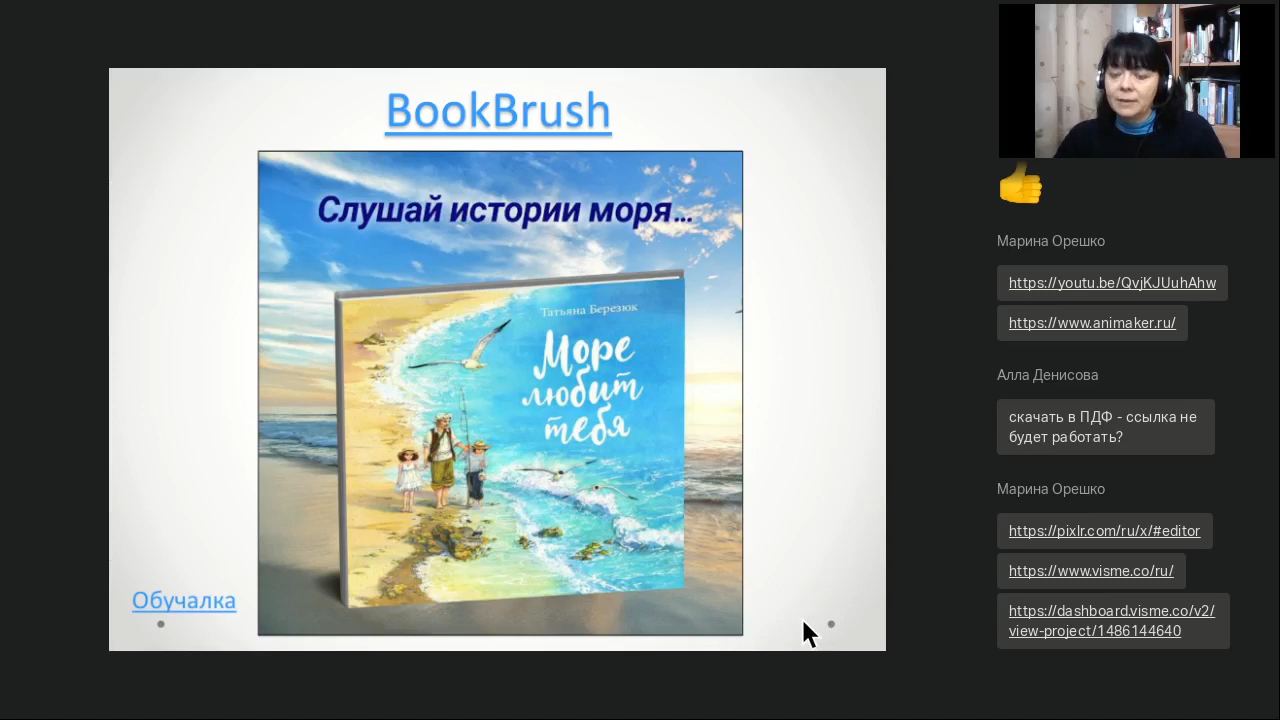 BookBrush
Слушай истории моря...
Татьяна Березюк
Море
любит
тебя
Обучалка
Марина Орешко
https://youtu.be/QvjKJUuhAhw
https://www.animaker.ru/
Алла Денисова
скачать в ПДФ - ссылка не
будет работать?
Марина Орешко
https://pixlr.com/ru/x/#editor
https://www.visme.co/ru/
https://dashboard.visme.co/v2/
view-project/1486144640